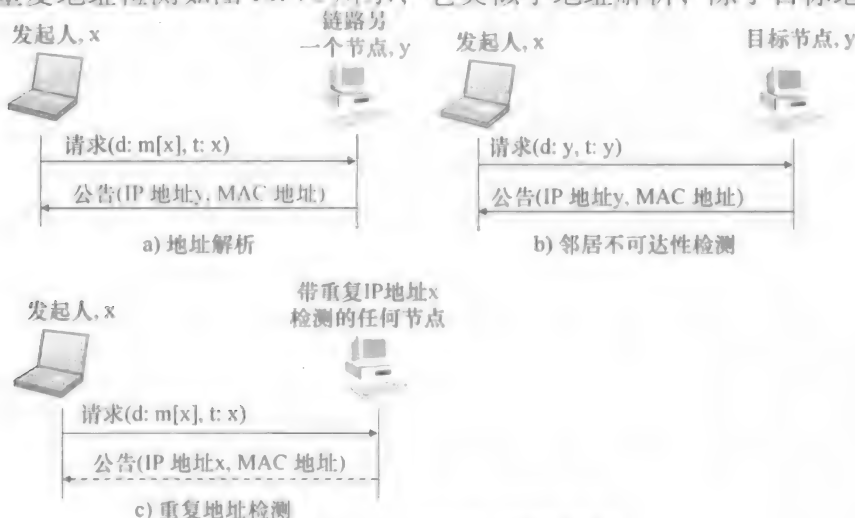 发起人, x
链路另
一个节点, y
请求(d: m[x], t: x)
公告(IP 地址y, MAC 地址)
a) 地址解析
发起人, x
目标节点, y
请求(d: y, t: y)
公告(IP 地址y, MAC 地址)
b) 邻居不可达性检测
发起人, x
带重复IP地址x
检测的任何节点
请求(d: m[x], t: x)
公告(IP 地址x, MAC 地址)
c) 重复地址检测